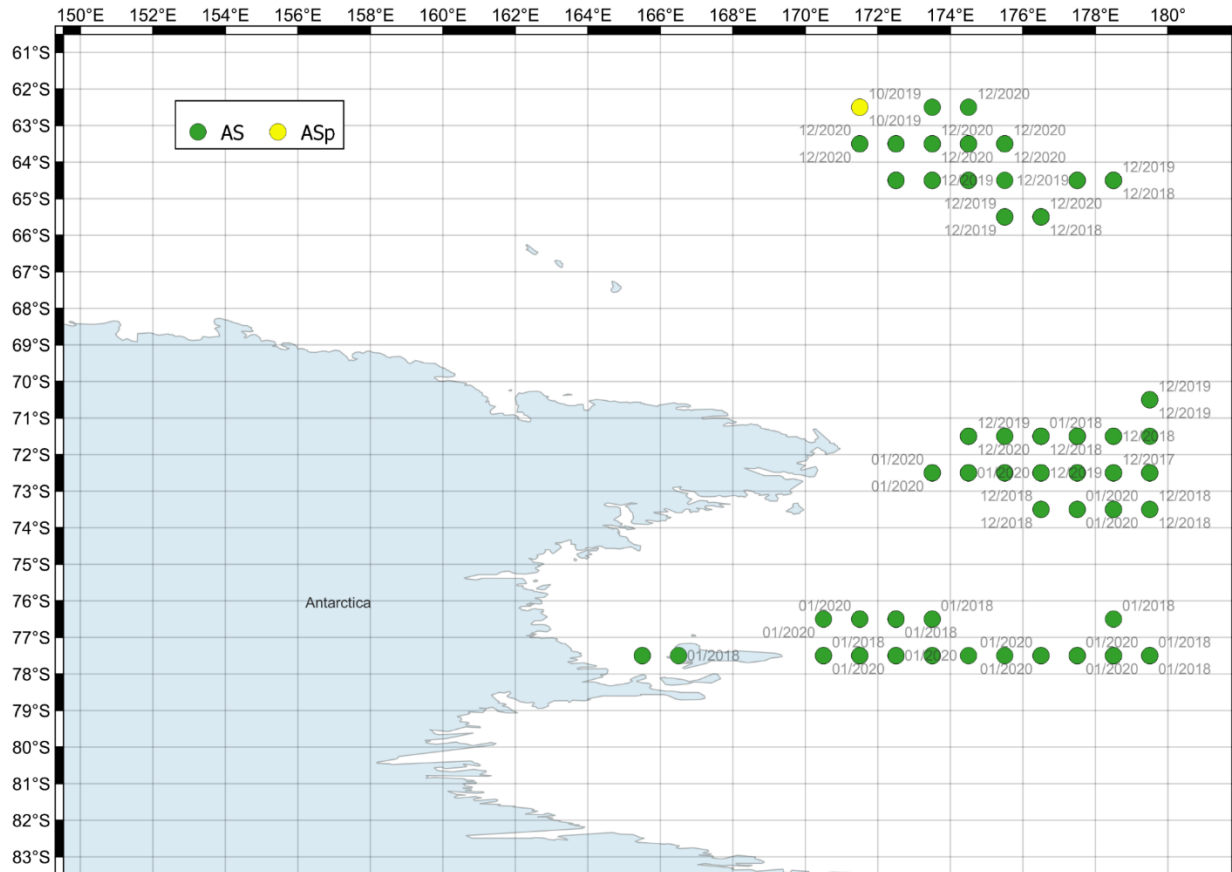 150°E 152°E 154°E 156°E 158°E 160°E 162°E 164°E 166°E 168°E 170°E 172°E 174°E 176°E 178°E 180°
61°S
62°S
10/2019 12/2020
AS ASp
63°S
10/2019
12/2020 12/2020 12/2020
64°S
12/2020 12/2020 12/2020
12/2019
12/2019 12/2019
65°S
12/2018
12/2019 12/2020
12/2019 12/2018
66°S
67°S
68°S
69°S
70°S
12/2019
71°S
12/2019
12/2019 01/2018
12/2018
12/2020 12/2018
72°S
01/2020 12/2017
01/2020 12/2019
01/2020
73°S
12/2018 01/2020 12/2018
12/2018 01/2020 12/2018
74°S
75°S
76°S
Antarctica
01/2020 01/2018 01/2018
77°S
01/2020 01/2018
01/2018 01/2020 01/2020 01/2018
01/2018 01/2020
01/2020 01/2020 01/2020 01/2018
78°S
79°S
80°S
81°S
82°S
83°S